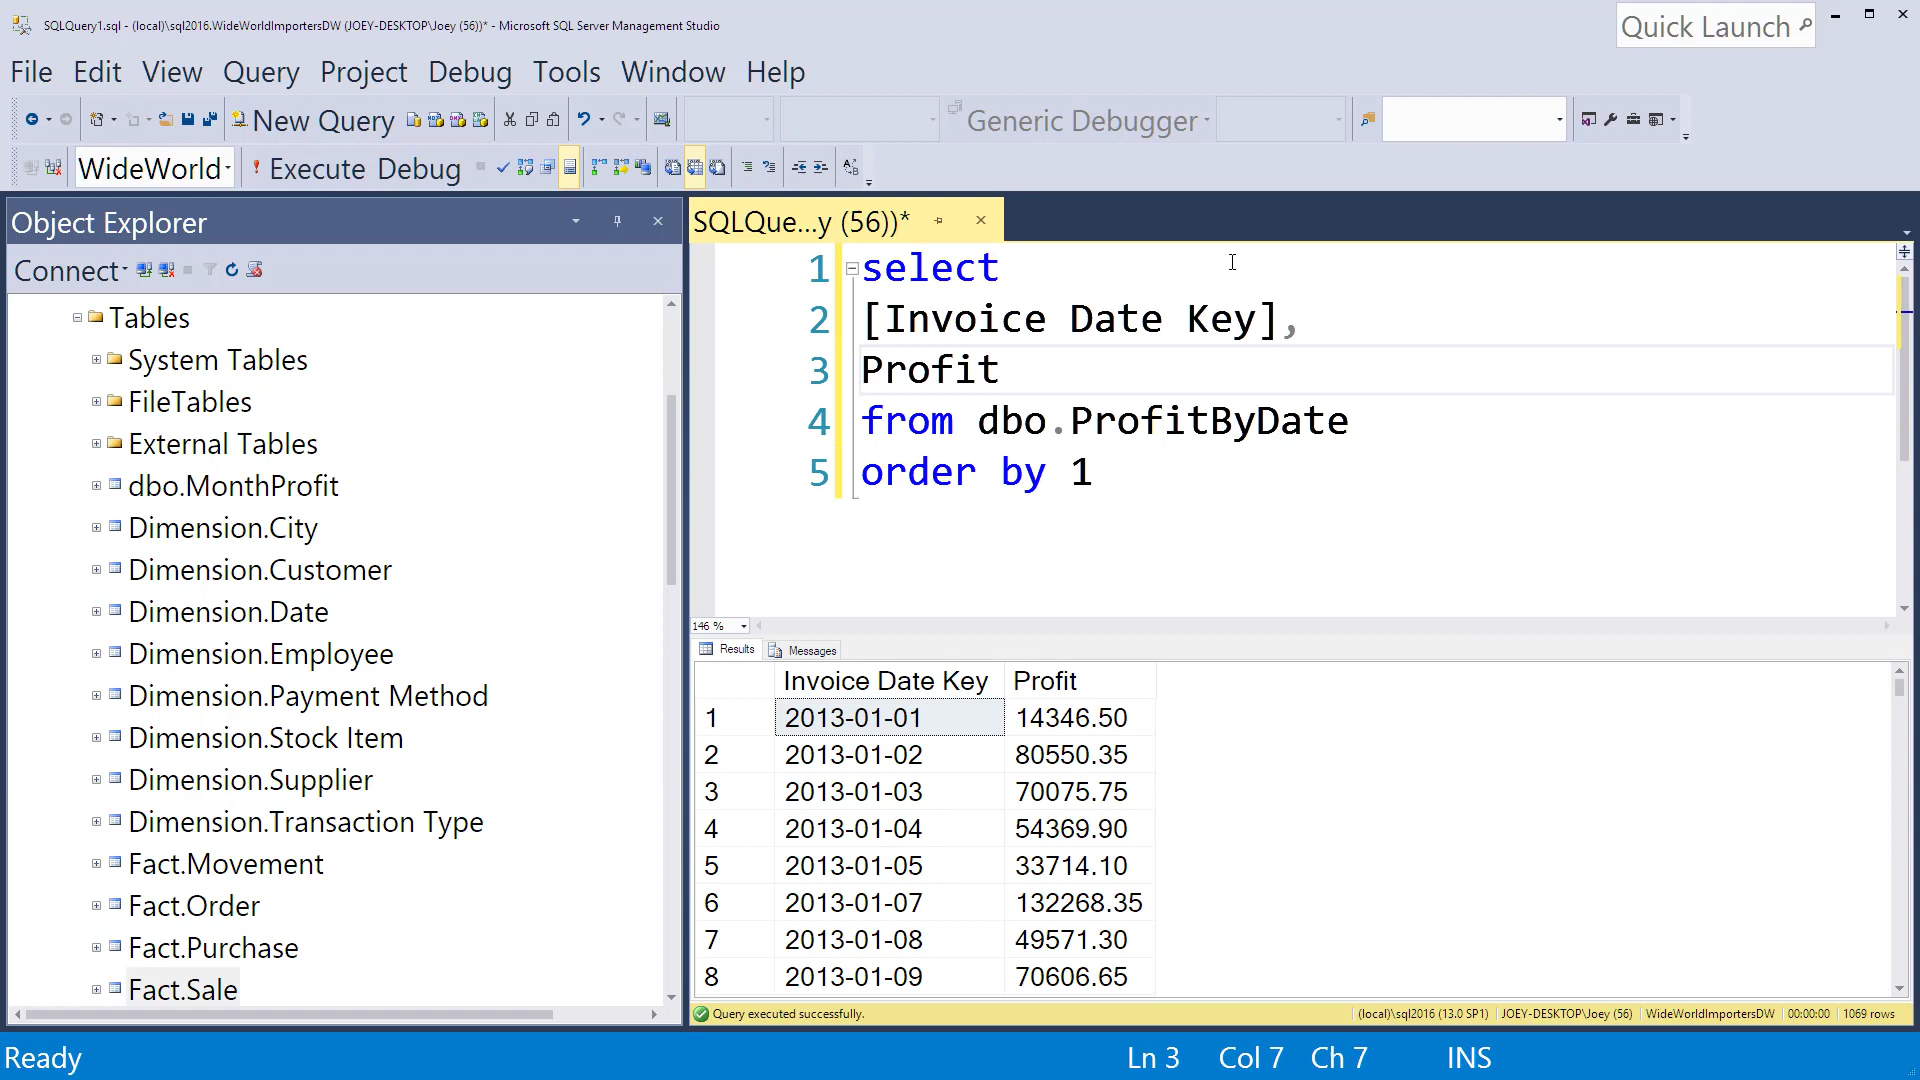 SQLQuery1.sql - (local)\sql2016.WideWorldImportersDW (JOEY-DESKTOP\Joey (56))* - Microsoft SQL Server Management Studio
Quick Launch
File Edit View Query Project Debug Tools Window Help
New Query Generic Debugger
WideWorld Execute Debug
Object Explorer
Connect
Tables
System Tables
FileTables
External Tables
dbo.MonthProfit
Dimension.City
Dimension.Customer
Dimension.Date
Dimension.Employee
Dimension.Payment Method
Dimension.Stock Item
Dimension.Supplier
Dimension.Transaction Type
Fact.Movement
Fact.Order
Fact.Purchase
Fact.Sale
SQLQue...y (56))*
1 select
2 [Invoice Date Key],
3 Profit
4 from dbo.ProfitByDate
5 order by 1
146 %
Results Messages
Invoice Date Key Profit
1 2013-01-01 14346.50
2 2013-01-02 80550.35
3 2013-01-03 70075.75
4 2013-01-04 54369.90
5 2013-01-05 33714.10
6 2013-01-07 132268.35
7 2013-01-08 49571.30
8 2013-01-09 70606.65
Query executed successfully. (local)\sql2016 (13.0 SP1) JOEY-DESKTOP\Joey (56) WideWorldImportersDW 00:00:00 1069 rows
Ready Ln 3 Col 7 Ch 7 INS